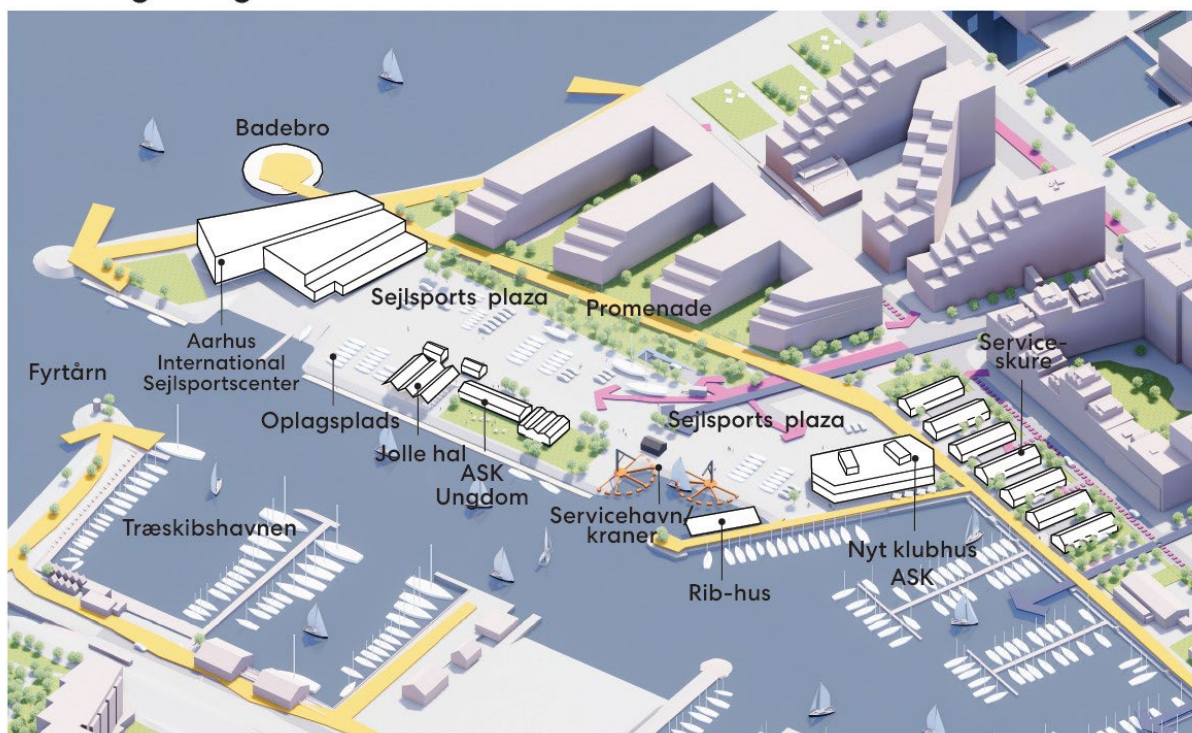 Badebro
Sejlsports plaza
Promenade
Aarhus
International
Sejlsportscenter
Service-
skure
Fyrtårn
Oplagsplads
Sejlsports plaza
Jolle hal
ASK
Ungdom
Træskibshavnen
Servicehavn/
kraner
Nyt klubhus
ASK
Rib-hus